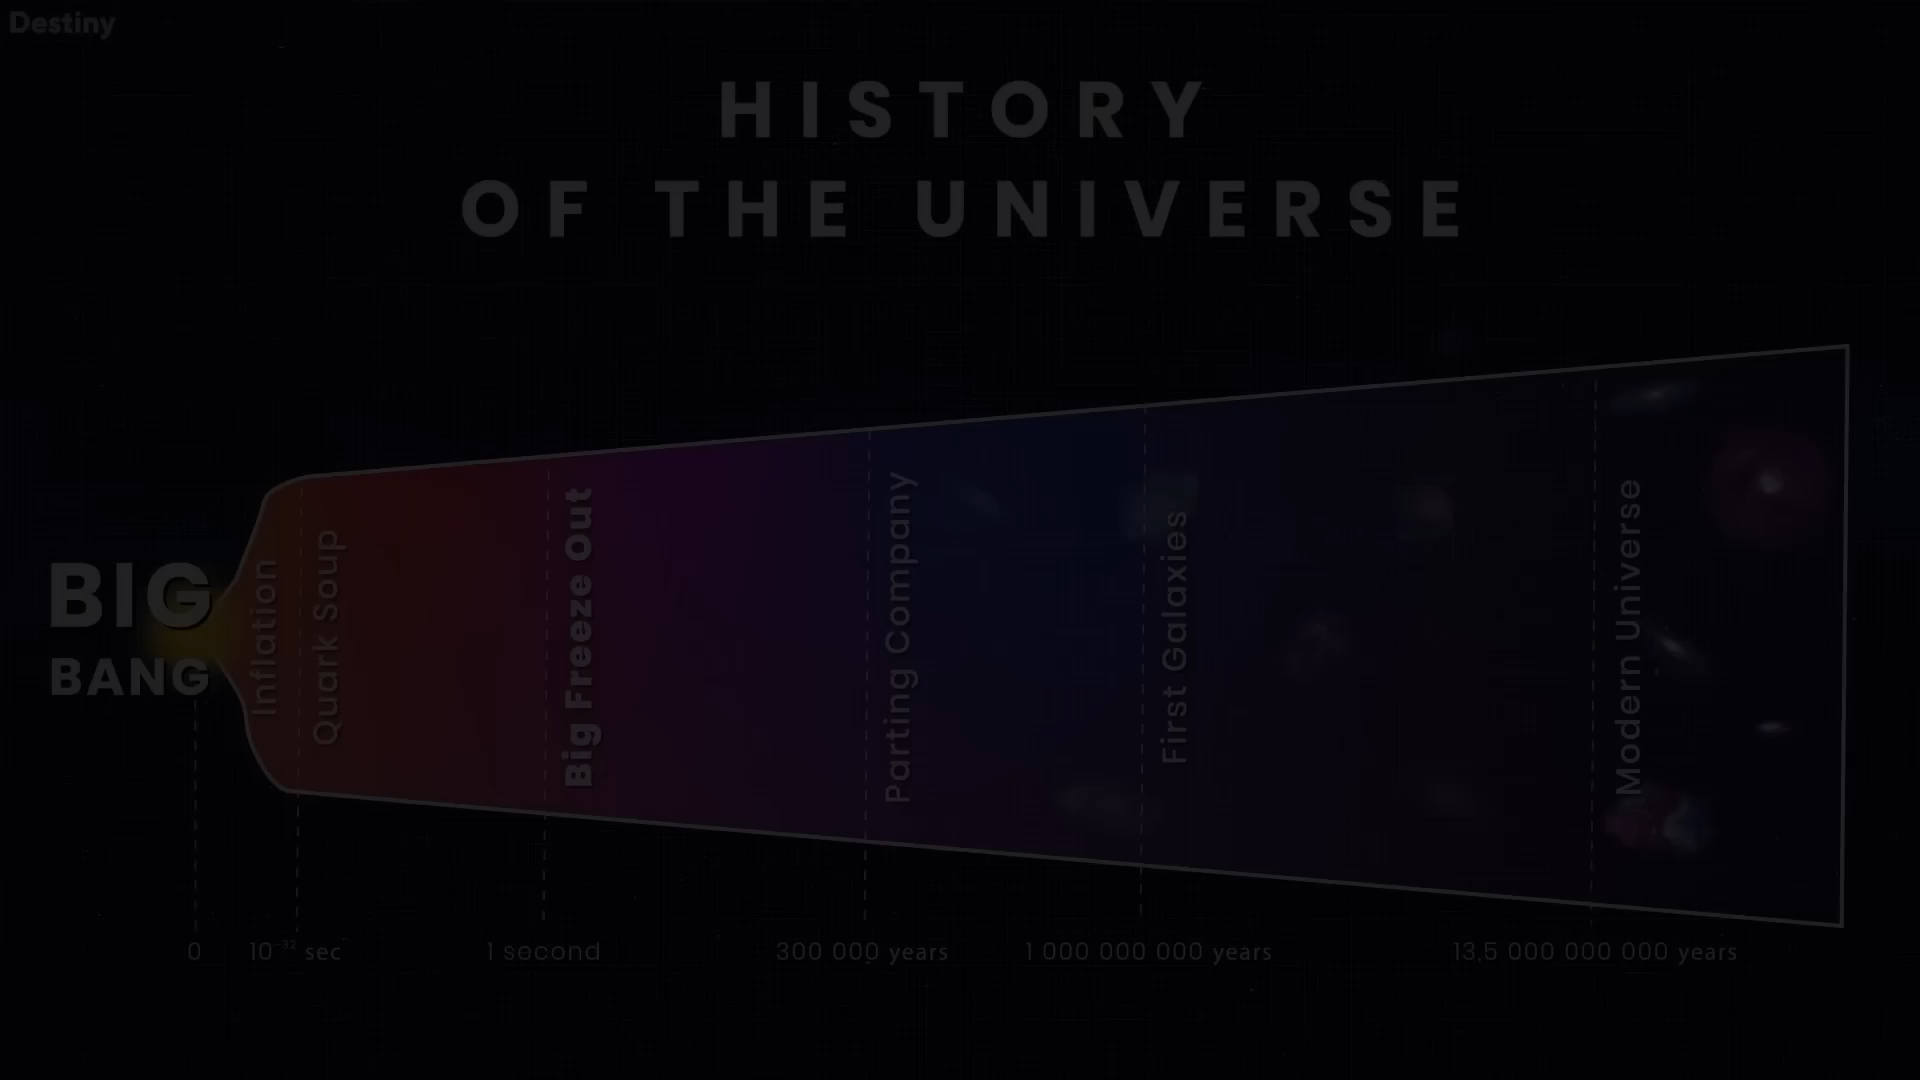 Destiny
HISTORY
OF THE UNIVERSE
BIG
BANG
Inflation
Quark Soup
Big Freeze Out
Parting Company
First Galaxies
Modern Universe
0
10⁻³² sec
1 second
300 000 years
1 000 000 000 years
13,5 000 000 000 years